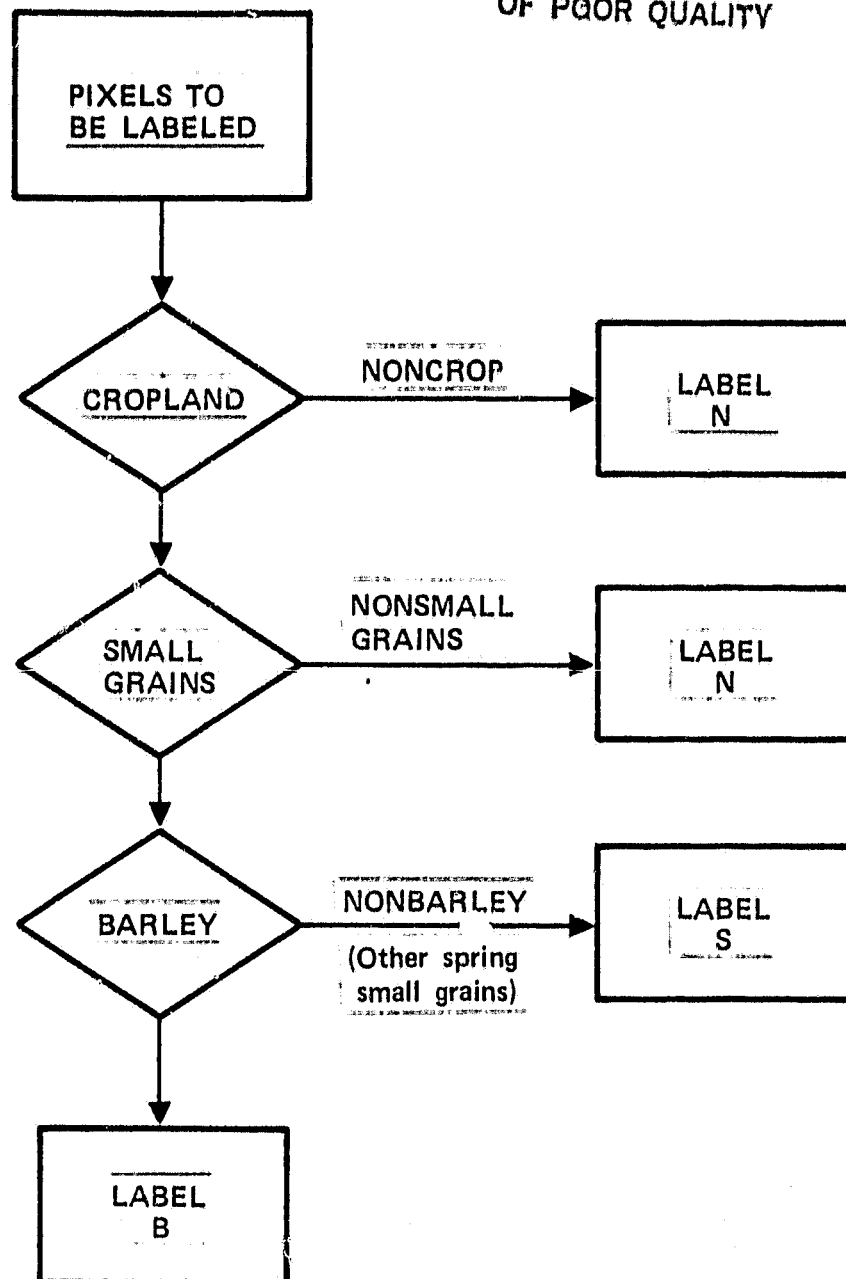 OF POOR QUALITY
PIXELS TO
BE LABELED
CROPLAND
NONCROP
LABEL
N
SMALL
GRAINS
NONSMALL
GRAINS
LABEL
N
BARLEY
NONBARLEY
(Other spring
small grains)
LABEL
S
LABEL
B